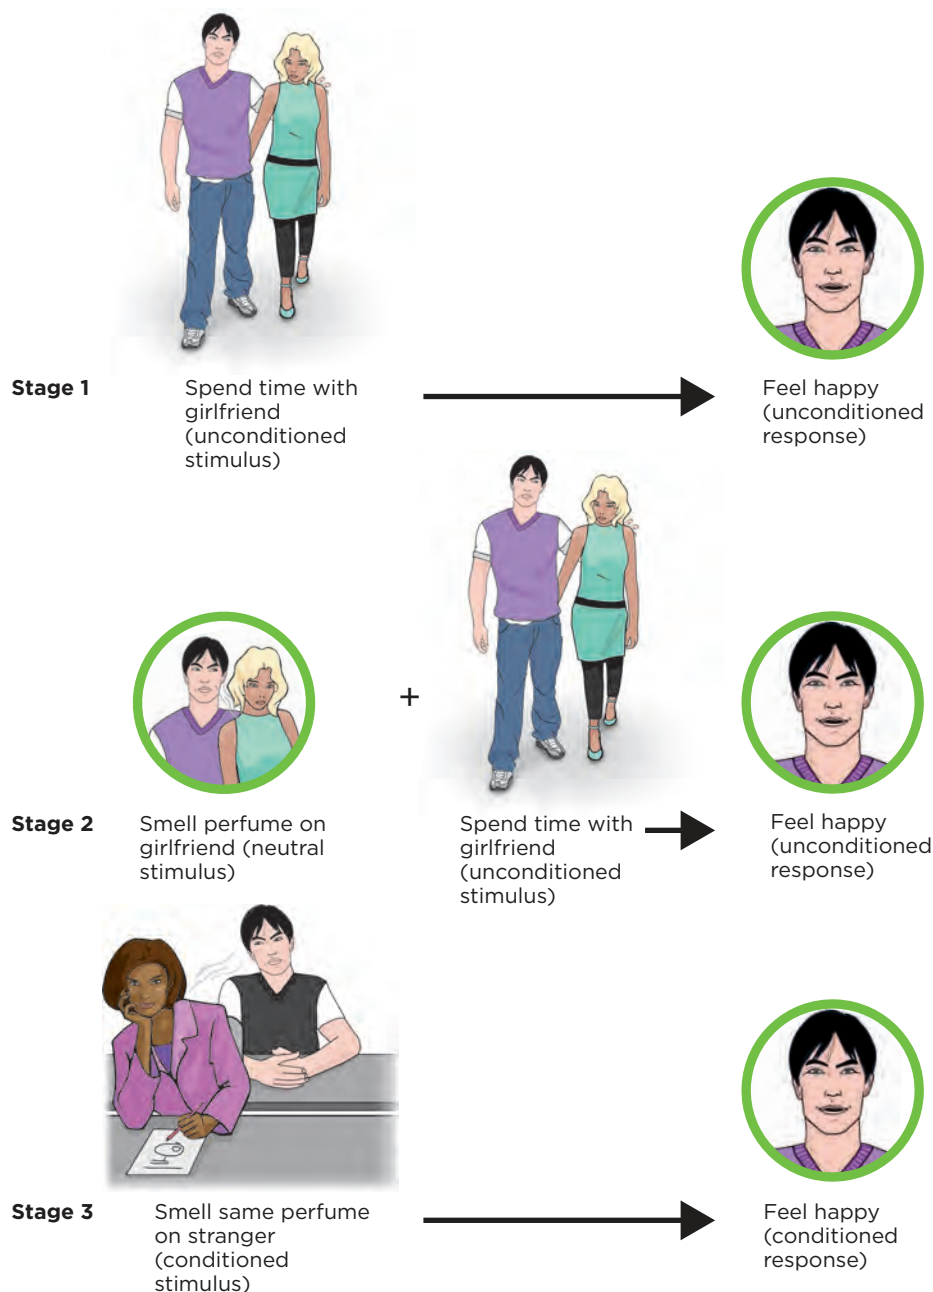 Stage 1
Spend time with
girlfriend
(unconditioned
stimulus)
Feel happy
(unconditioned
response)
+
Stage 2
Smell perfume on
girlfriend (neutral
stimulus)
Spend time with
girlfriend
(unconditioned
stimulus)
Feel happy
(unconditioned
response)
Stage 3
Smell same perfume
on stranger
(conditioned
stimulus)
Feel happy
(conditioned
response)